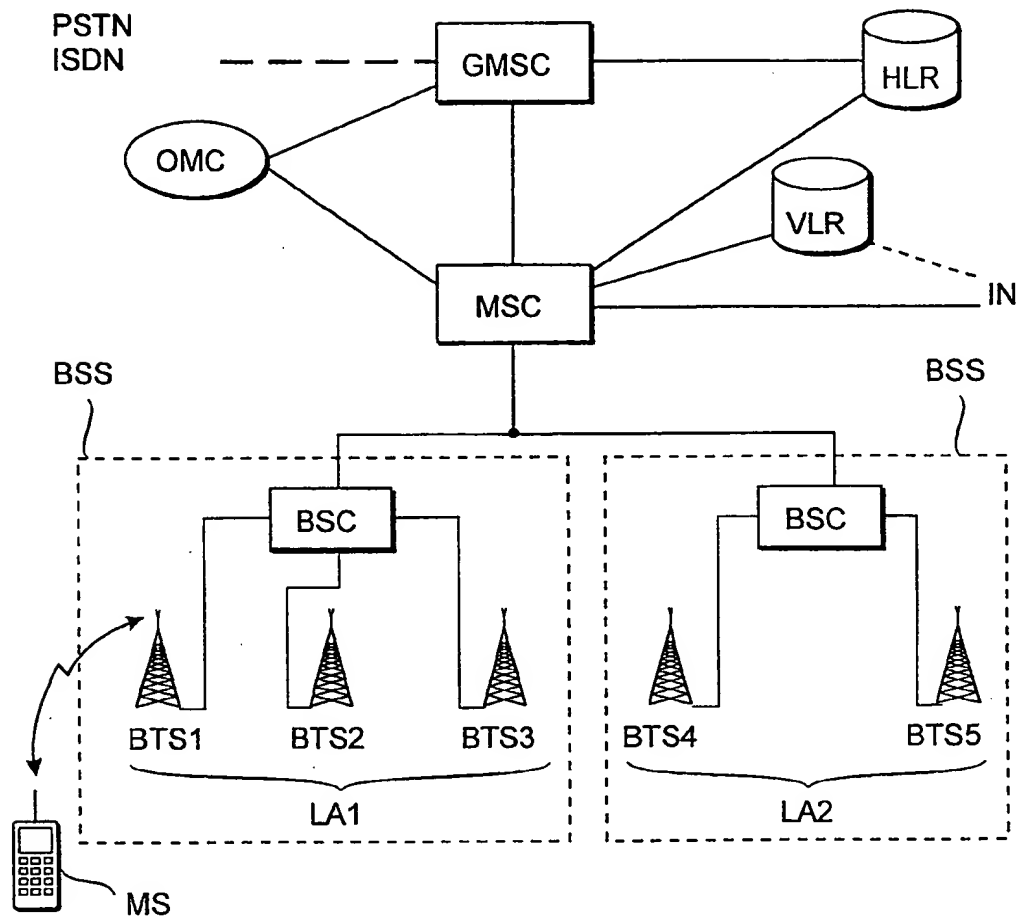 PSTN
ISDN
GMSC
HLR
OMC
VLR
MSC
IN
BSS
BSS
BSC
BSC
BTS1
BTS2
BTS3
BTS4
BTS5
LA1
LA2
MS